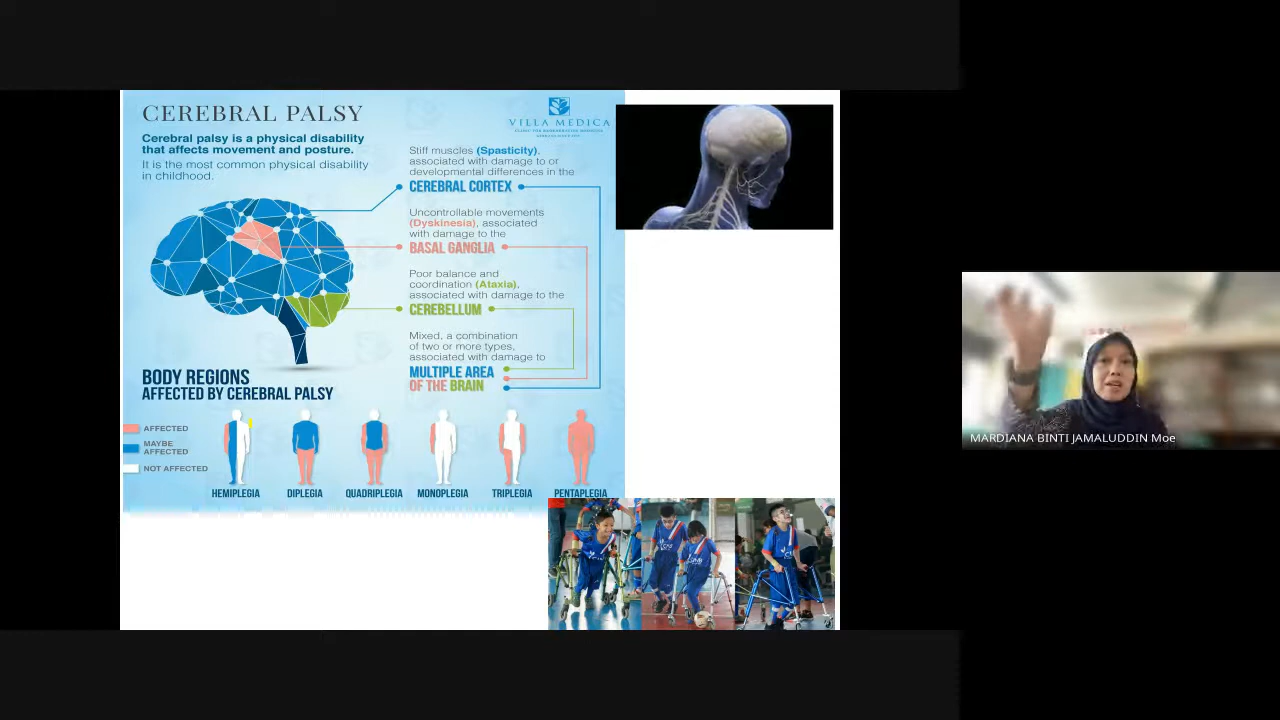 CEREBRAL PALSY
Cerebral palsy is a physical disability
that affects movement and posture.
It is the most common physical disability
in childhood.
VILLA MEDICA
Stiff muscles (Spasticity),
associated with damage to or
developmental differences in the
CEREBRAL CORTEX
Uncontrollable movements
(Dyskinesia), associated
with damage to the
BASAL GANGLIA
Poor balance and
coordination (Ataxia),
associated with damage to the
CEREBELLUM
Mixed, a combination
of two or more types,
associated with damage to
MULTIPLE AREA
OF THE BRAIN
BODY REGIONS
AFFECTED BY CEREBRAL PALSY
AFFECTED
MAYBE
AFFECTED
NOT AFFECTED
HEMIPLEGIA
DIPLEGIA
QUADRIPLEGIA
MONOPLEGIA
TRIPLEGIA
PENTAPLEGIA
MARDIANA BINTI JAMALUDDIN Moe